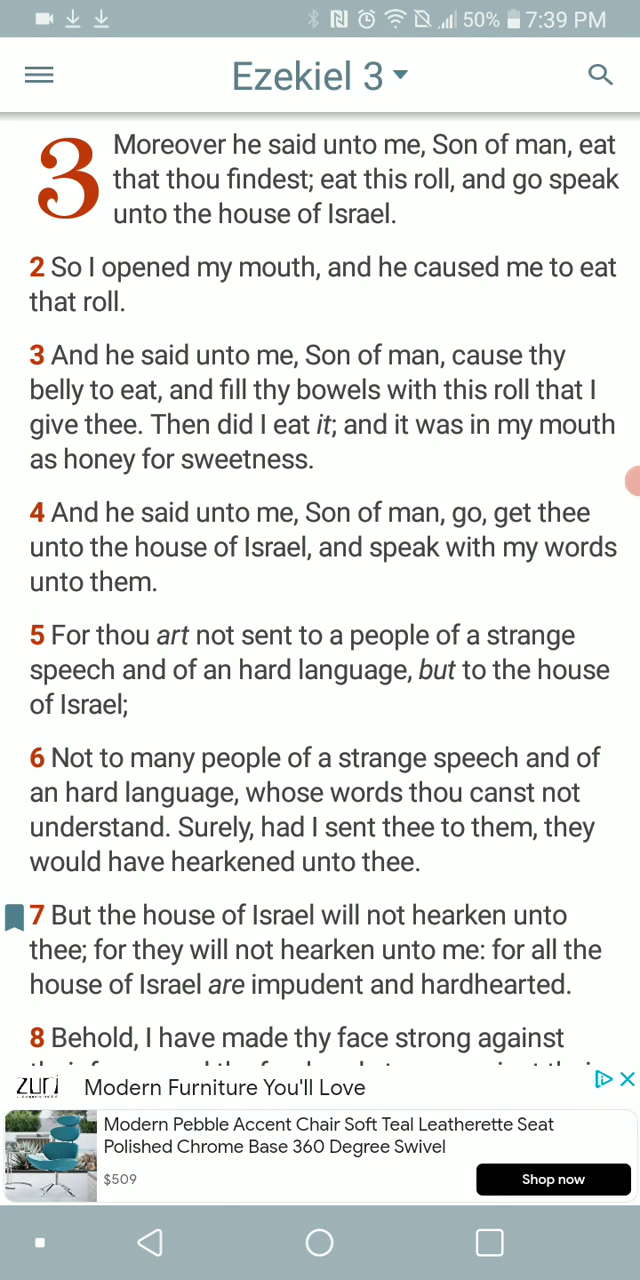 50% 7:39 PM
Ezekiel 3
3 Moreover he said unto me, Son of man, eat
that thou findest; eat this roll, and go speak
unto the house of Israel.
2 So I opened my mouth, and he caused me to eat
that roll.
3 And he said unto me, Son of man, cause thy
belly to eat, and fill thy bowels with this roll that I
give thee. Then did I eat it; and it was in my mouth
as honey for sweetness.
4 And he said unto me, Son of man, go, get thee
unto the house of Israel, and speak with my words
unto them.
5 For thou art not sent to a people of a strange
speech and of an hard language, but to the house
of Israel;
6 Not to many people of a strange speech and of
an hard language, whose words thou canst not
understand. Surely, had I sent thee to them, they
would have hearkened unto thee.
7 But the house of Israel will not hearken unto
thee; for they will not hearken unto me: for all the
house of Israel are impudent and hardhearted.
8 Behold, I have made thy face strong against
zuri Modern Furniture You'll Love
Modern Pebble Accent Chair Soft Teal Leatherette Seat
Polished Chrome Base 360 Degree Swivel
$509
Shop now